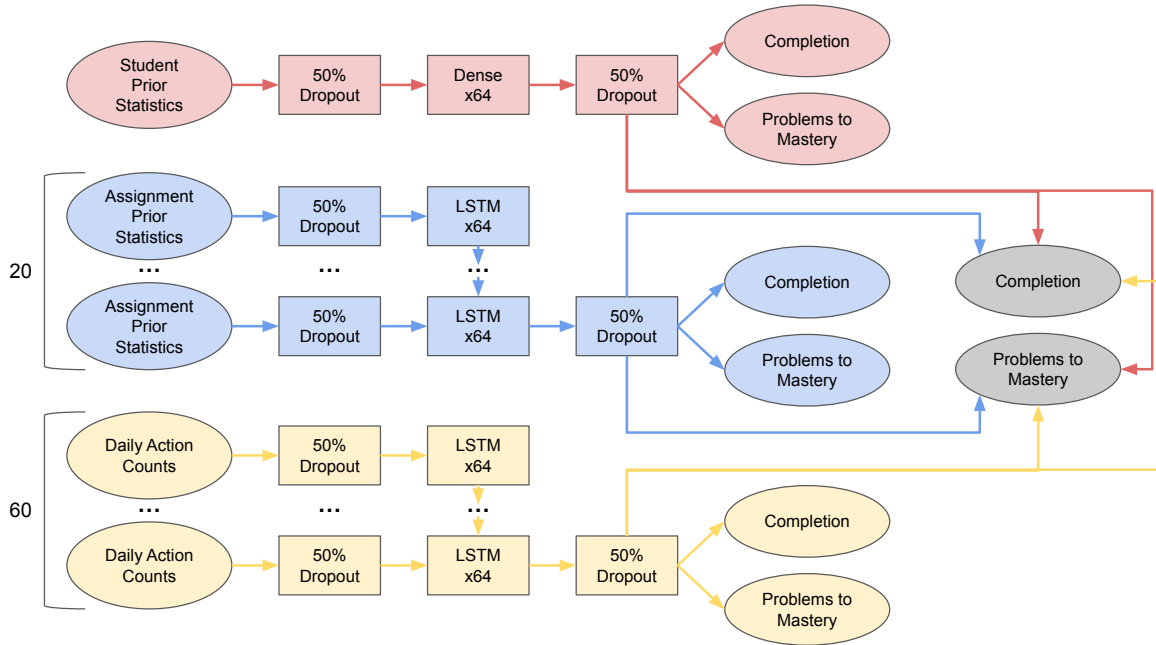 Student
Prior
Statistics
50%
Dropout
Dense
x64
50%
Dropout
Completion
Problems to
Mastery
20
Assignment
Prior
Statistics
50%
Dropout
LSTM
x64
...
...
...
Assignment
Prior
Statistics
50%
Dropout
LSTM
x64
50%
Dropout
Completion
Problems to
Mastery
Completion
Problems to
Mastery
60
Daily Action
Counts
50%
Dropout
LSTM
x64
...
...
...
Daily Action
Counts
50%
Dropout
LSTM
x64
50%
Dropout
Completion
Problems to
Mastery